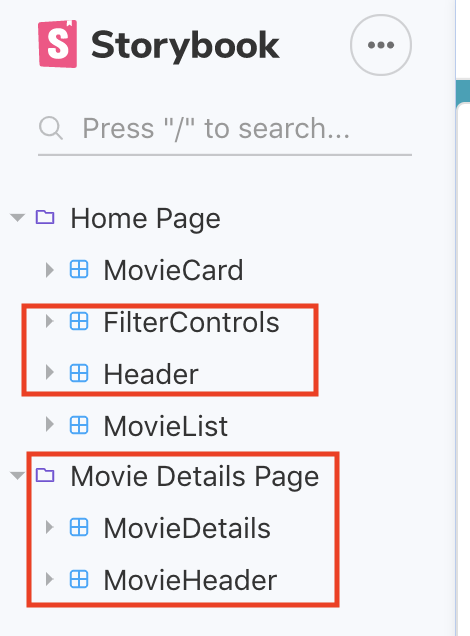 Storybook
Press "/" to search...
Home Page
MovieCard
FilterControls
Header
MovieList
Movie Details Page
MovieDetails
MovieHeader